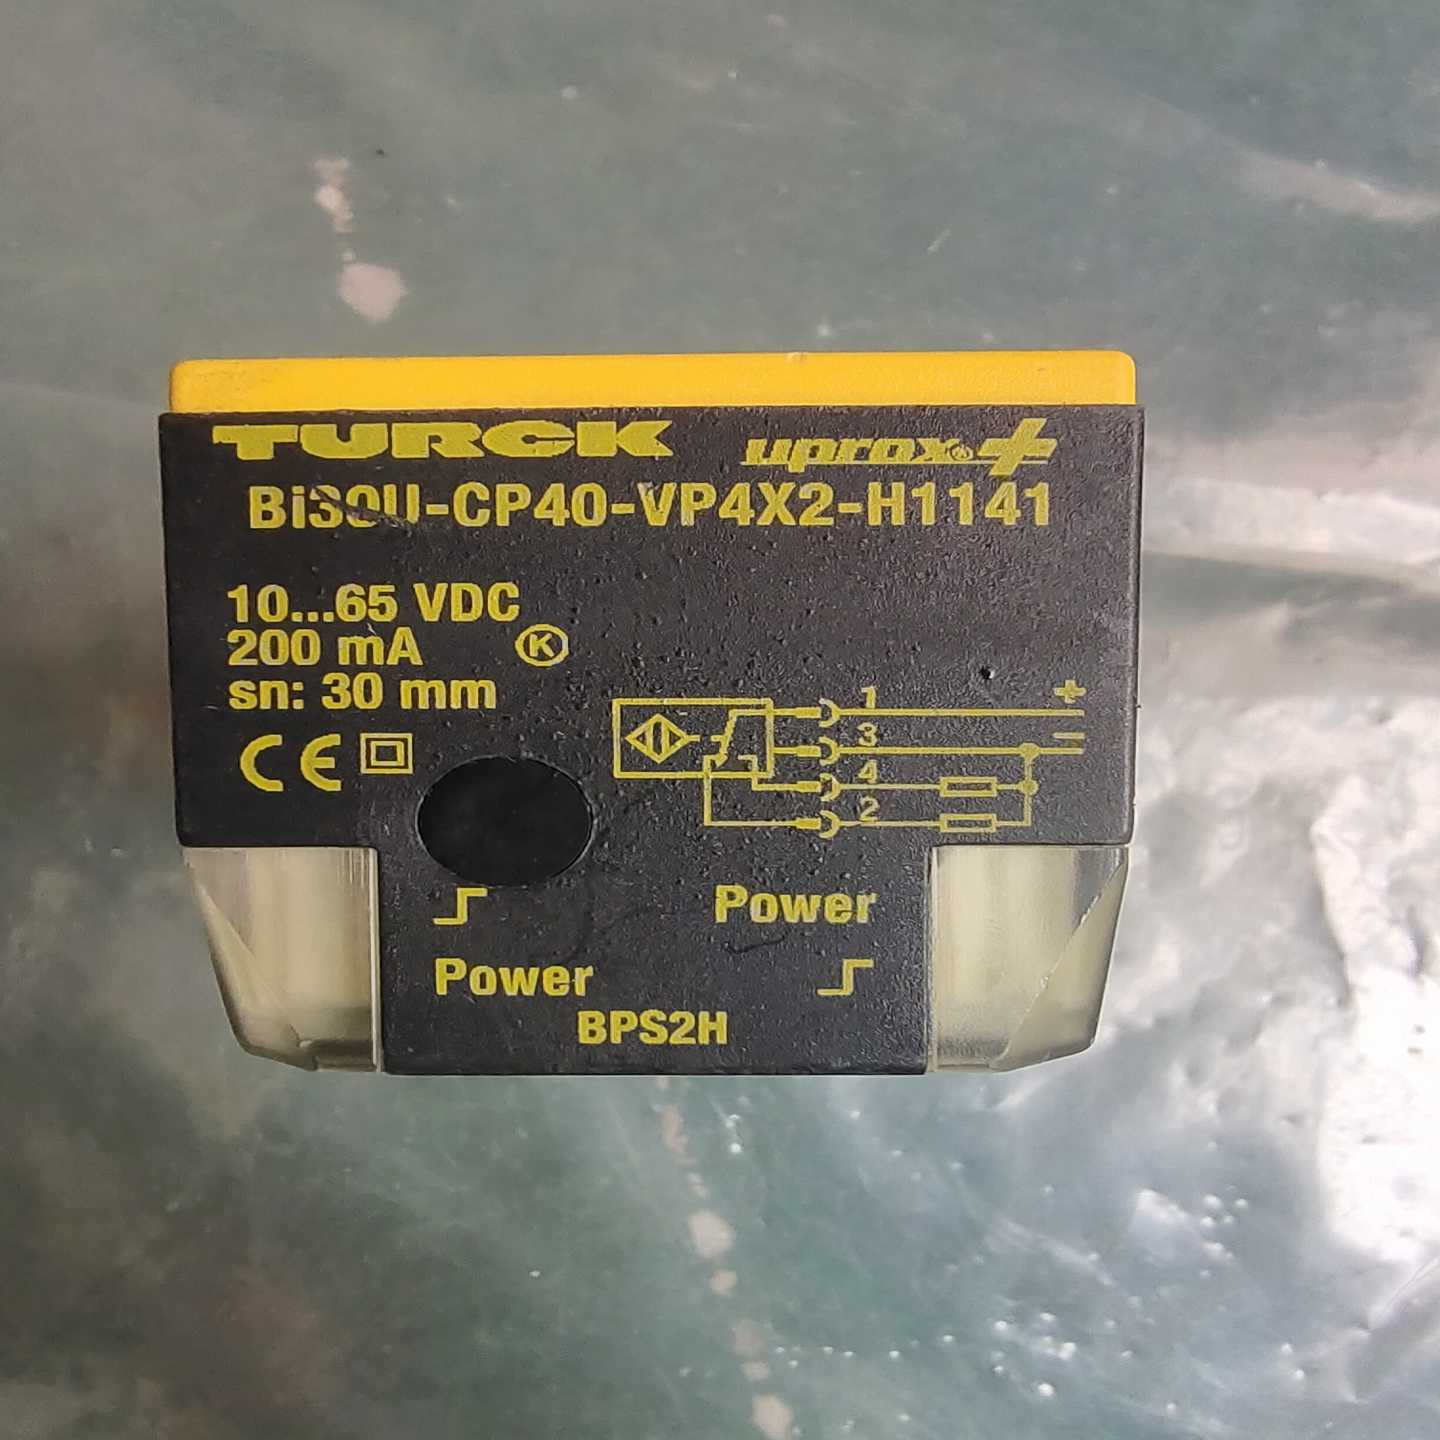 TURCK uprox®+
Bi30U-CP40-VP4X2-H1141
10...65 VDC
200 mA K
sn: 30 mm
CE
1 +
3 −
4
2
Power
Power
BPS2H